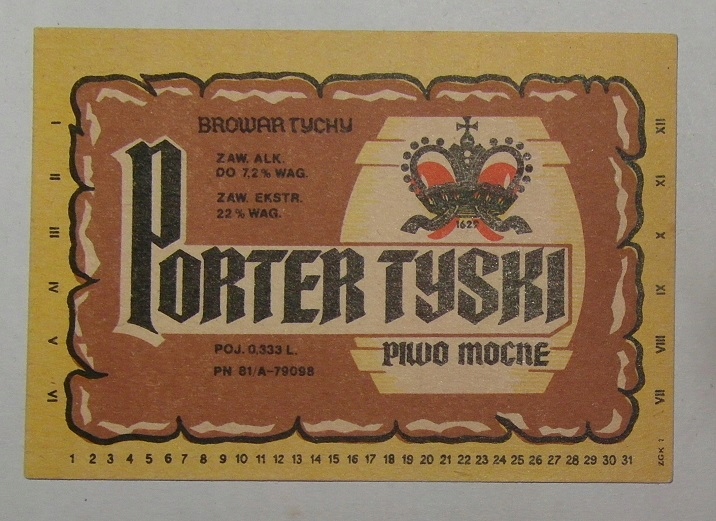 BROWAR TYCHY
ZAW. ALK.
DO 7,2% WAG.
ZAW. EKSTR.
22% WAG.
1629
PORTER TYSKI
POJ. 0,333 L.
PN 81/A-79098
PIWO MOCNE
I
II
III
IV
V
VI
XII
XI
X
IX
VIII
VII
1 2 3 4 5 6 7 8 9 10 11 12 13 14 15 16 17 18 19 20 21 22 23 24 25 26 27 28 29 30 31
ZGK 1